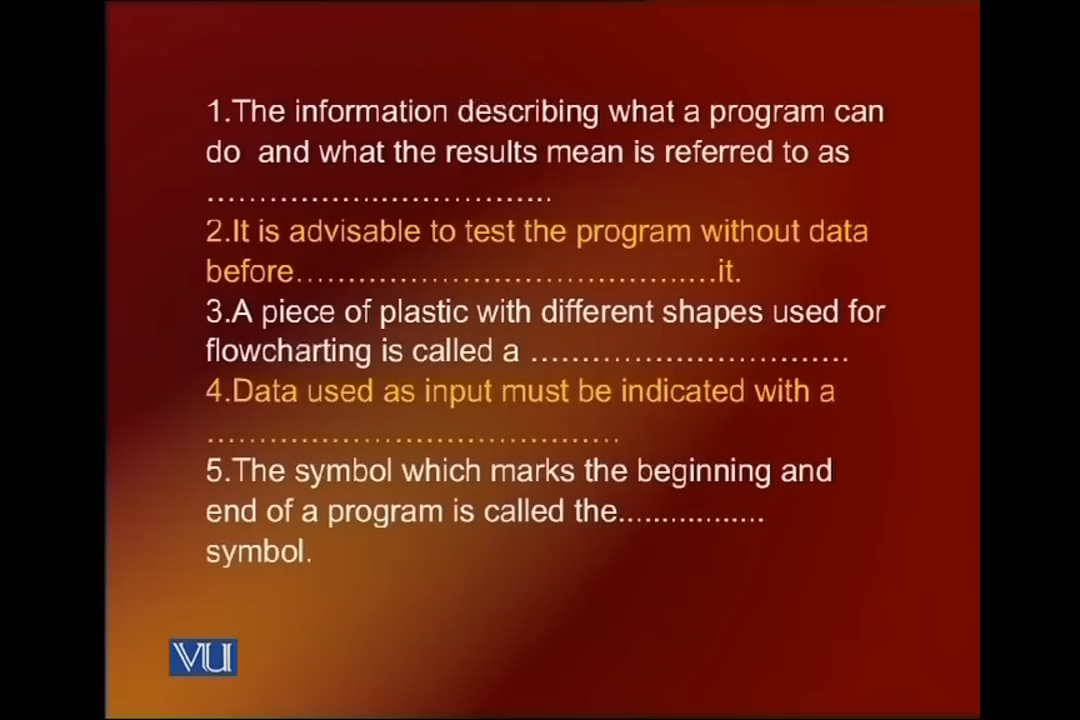 1.The information describing what a program can
do and what the results mean is referred to as
……………………………………
2.It is advisable to test the program without data
before……………………………………it.
3.A piece of plastic with different shapes used for
flowcharting is called a ……………………………
4.Data used as input must be indicated with a
……………………………………
5.The symbol which marks the beginning and
end of a program is called the………………
symbol.
VU